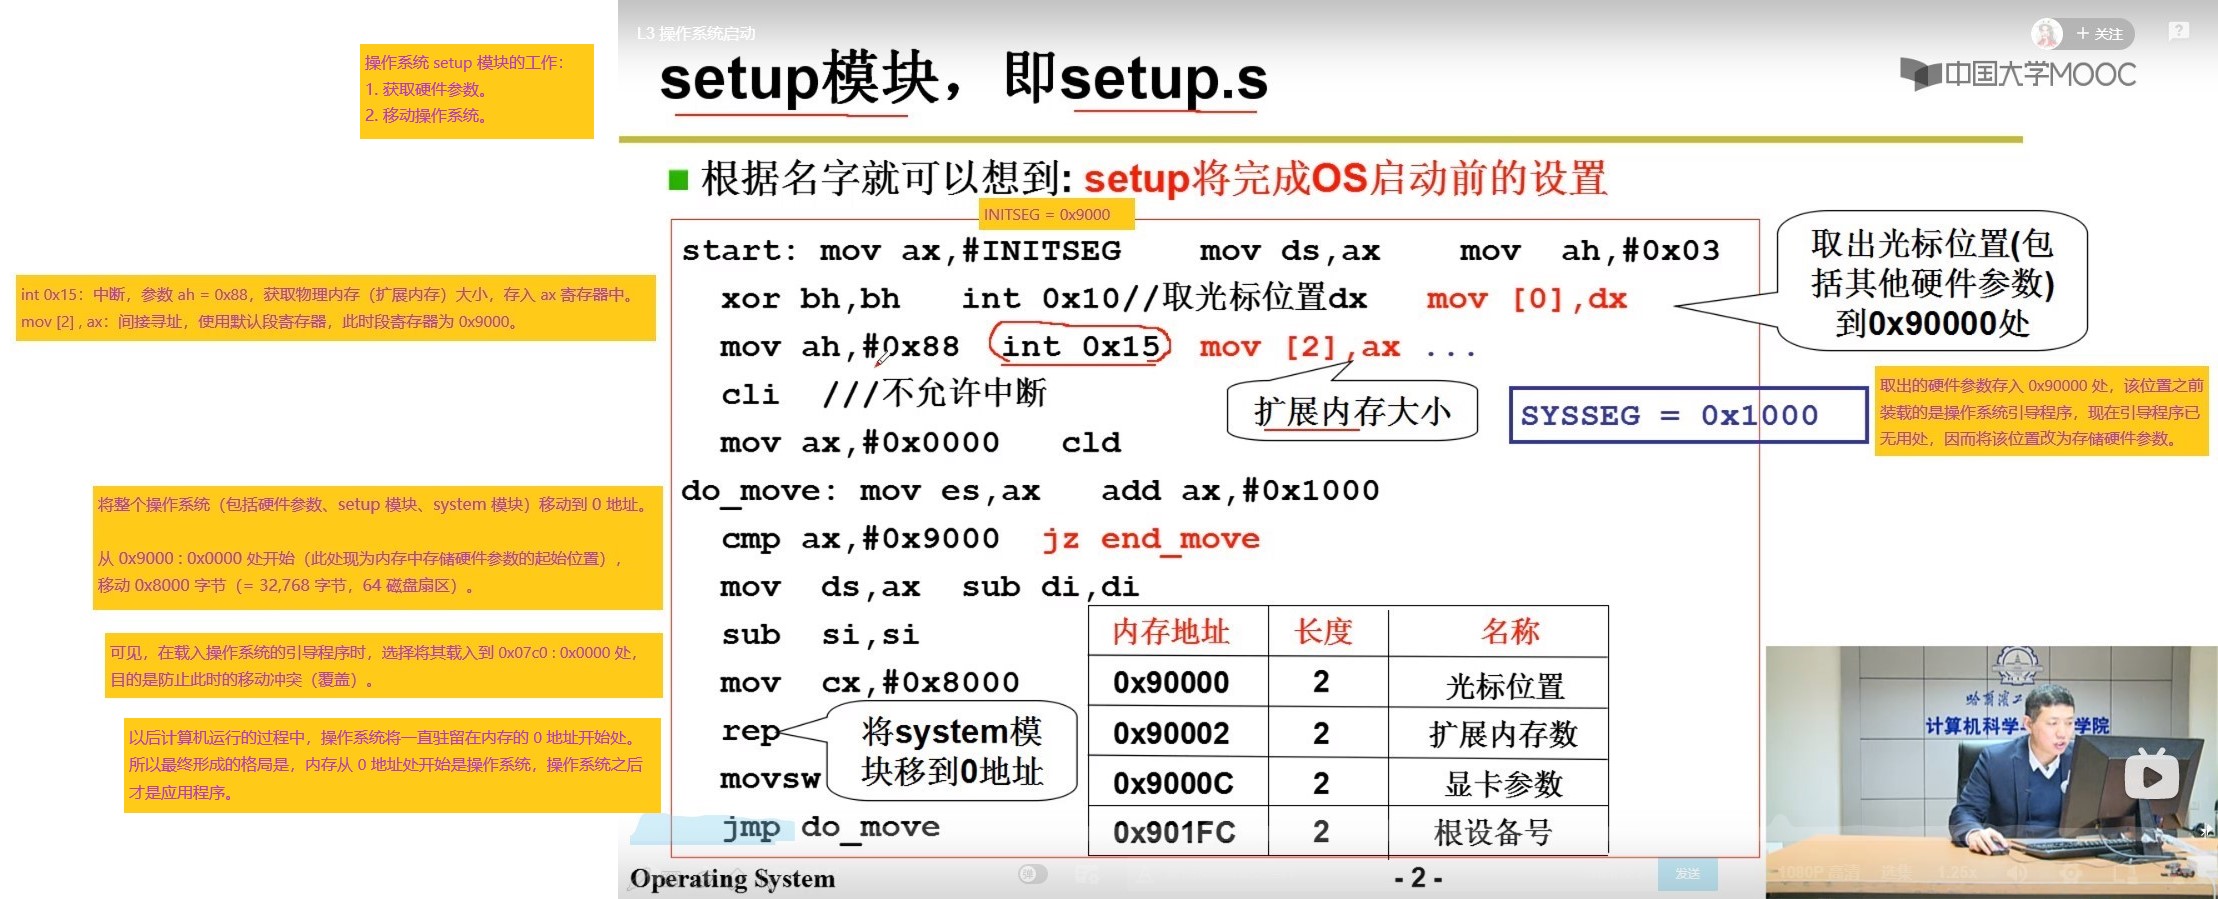 L3 操作系统启动
+ 关注
中国大学MOOC
setup模块，即setup.s
操作系统 setup 模块的工作：
1. 获取硬件参数。
2. 移动操作系统。
根据名字就可以想到: setup将完成OS启动前的设置
INITSEG = 0x9000
start: mov ax,#INITSEG mov ds,ax mov ah,#0x03
xor bh,bh int 0x10//取光标位置dx mov [0],dx
mov ah,#0x88 int 0x15 mov [2],ax ...
cli ///不允许中断
mov ax,#0x0000 cld
do_move: mov es,ax add ax,#0x1000
cmp ax,#0x9000 jz end_move
mov ds,ax sub di,di
sub si,si
mov cx,#0x8000
rep
movsw
jmp do_move
取出光标位置(包
括其他硬件参数)
到0x90000处
扩展内存大小
SYSSEG = 0x1000
取出的硬件参数存入 0x90000 处，该位置之前
装载的是操作系统引导程序，现在引导程序已
无用处，因而将该位置改为存储硬件参数。
int 0x15：中断，参数 ah = 0x88，获取物理内存（扩展内存）大小，存入 ax 寄存器中。
mov [2] , ax：间接寻址，使用默认段寄存器，此时段寄存器为 0x9000。
将整个操作系统（包括硬件参数、setup 模块、system 模块）移动到 0 地址。
从 0x9000 : 0x0000 处开始（此处现为内存中存储硬件参数的起始位置），
移动 0x8000 字节（= 32,768 字节，64 磁盘扇区）。
可见，在载入操作系统的引导程序时，选择将其载入到 0x07c0 : 0x0000 处，
目的是防止此时的移动冲突（覆盖）。
以后计算机运行的过程中，操作系统将一直驻留在内存的 0 地址开始处。
所以最终形成的格局是，内存从 0 地址处开始是操作系统，操作系统之后
才是应用程序。
将system模
块移到0地址
内存地址 长度 名称
0x90000 2 光标位置
0x90002 2 扩展内存数
0x9000C 2 显卡参数
0x901FC 2 根设备号
计算机科学 学院
Operating System
- 2 -
弹
发送
1080P 高清
1.25x